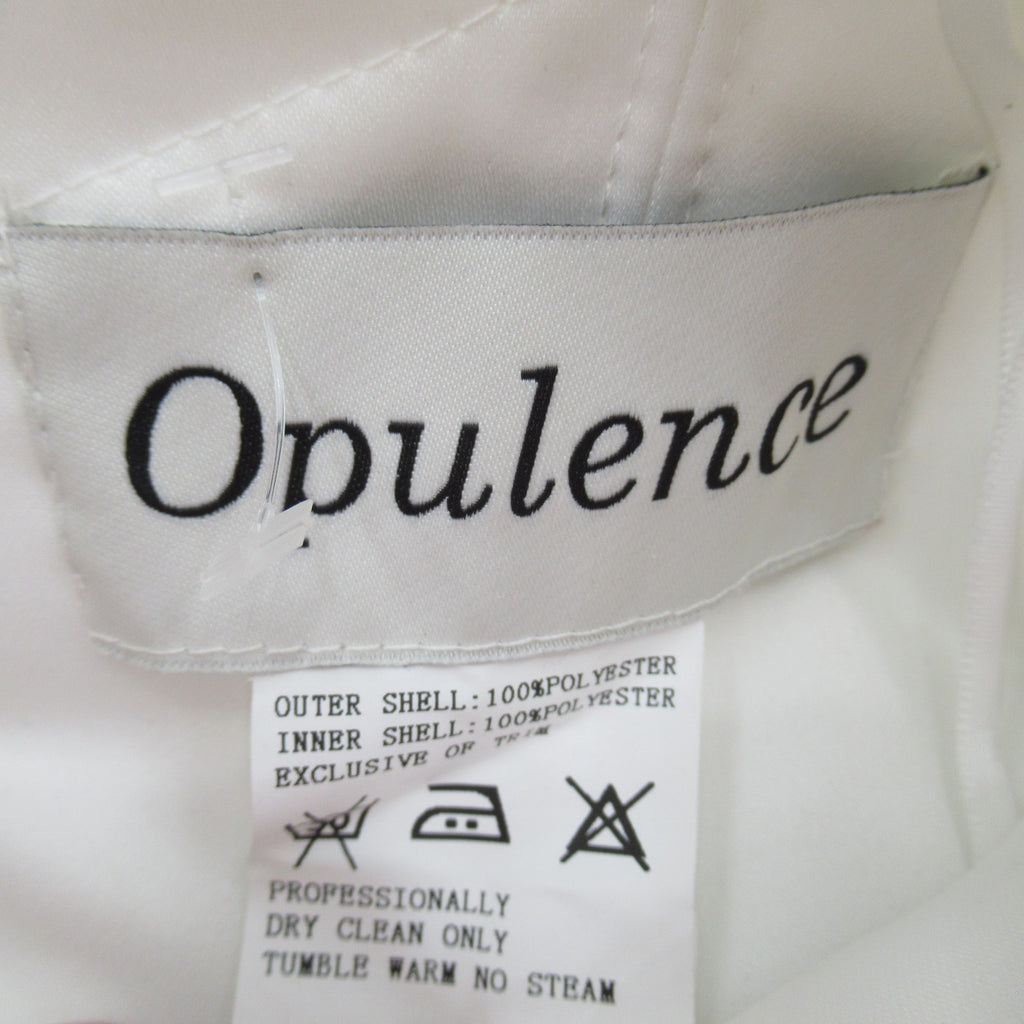 Opulence
OUTER SHELL:100%POLYESTER
INNER SHELL:100%POLYESTER
EXCLUSIVE OF TRIM
PROFESSIONALLY
DRY CLEAN ONLY
TUMBLE WARM NO STEAM